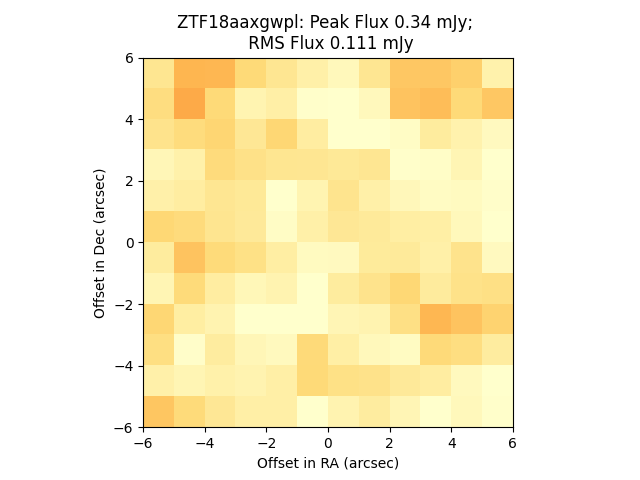 ZTF18aaxgwpl: Peak Flux 0.34 mJy;
RMS Flux 0.111 mJy
6
4
2
0
−2
−4
−6
Offset in Dec (arcsec)
−6 −4 −2 0 2 4 6
Offset in RA (arcsec)